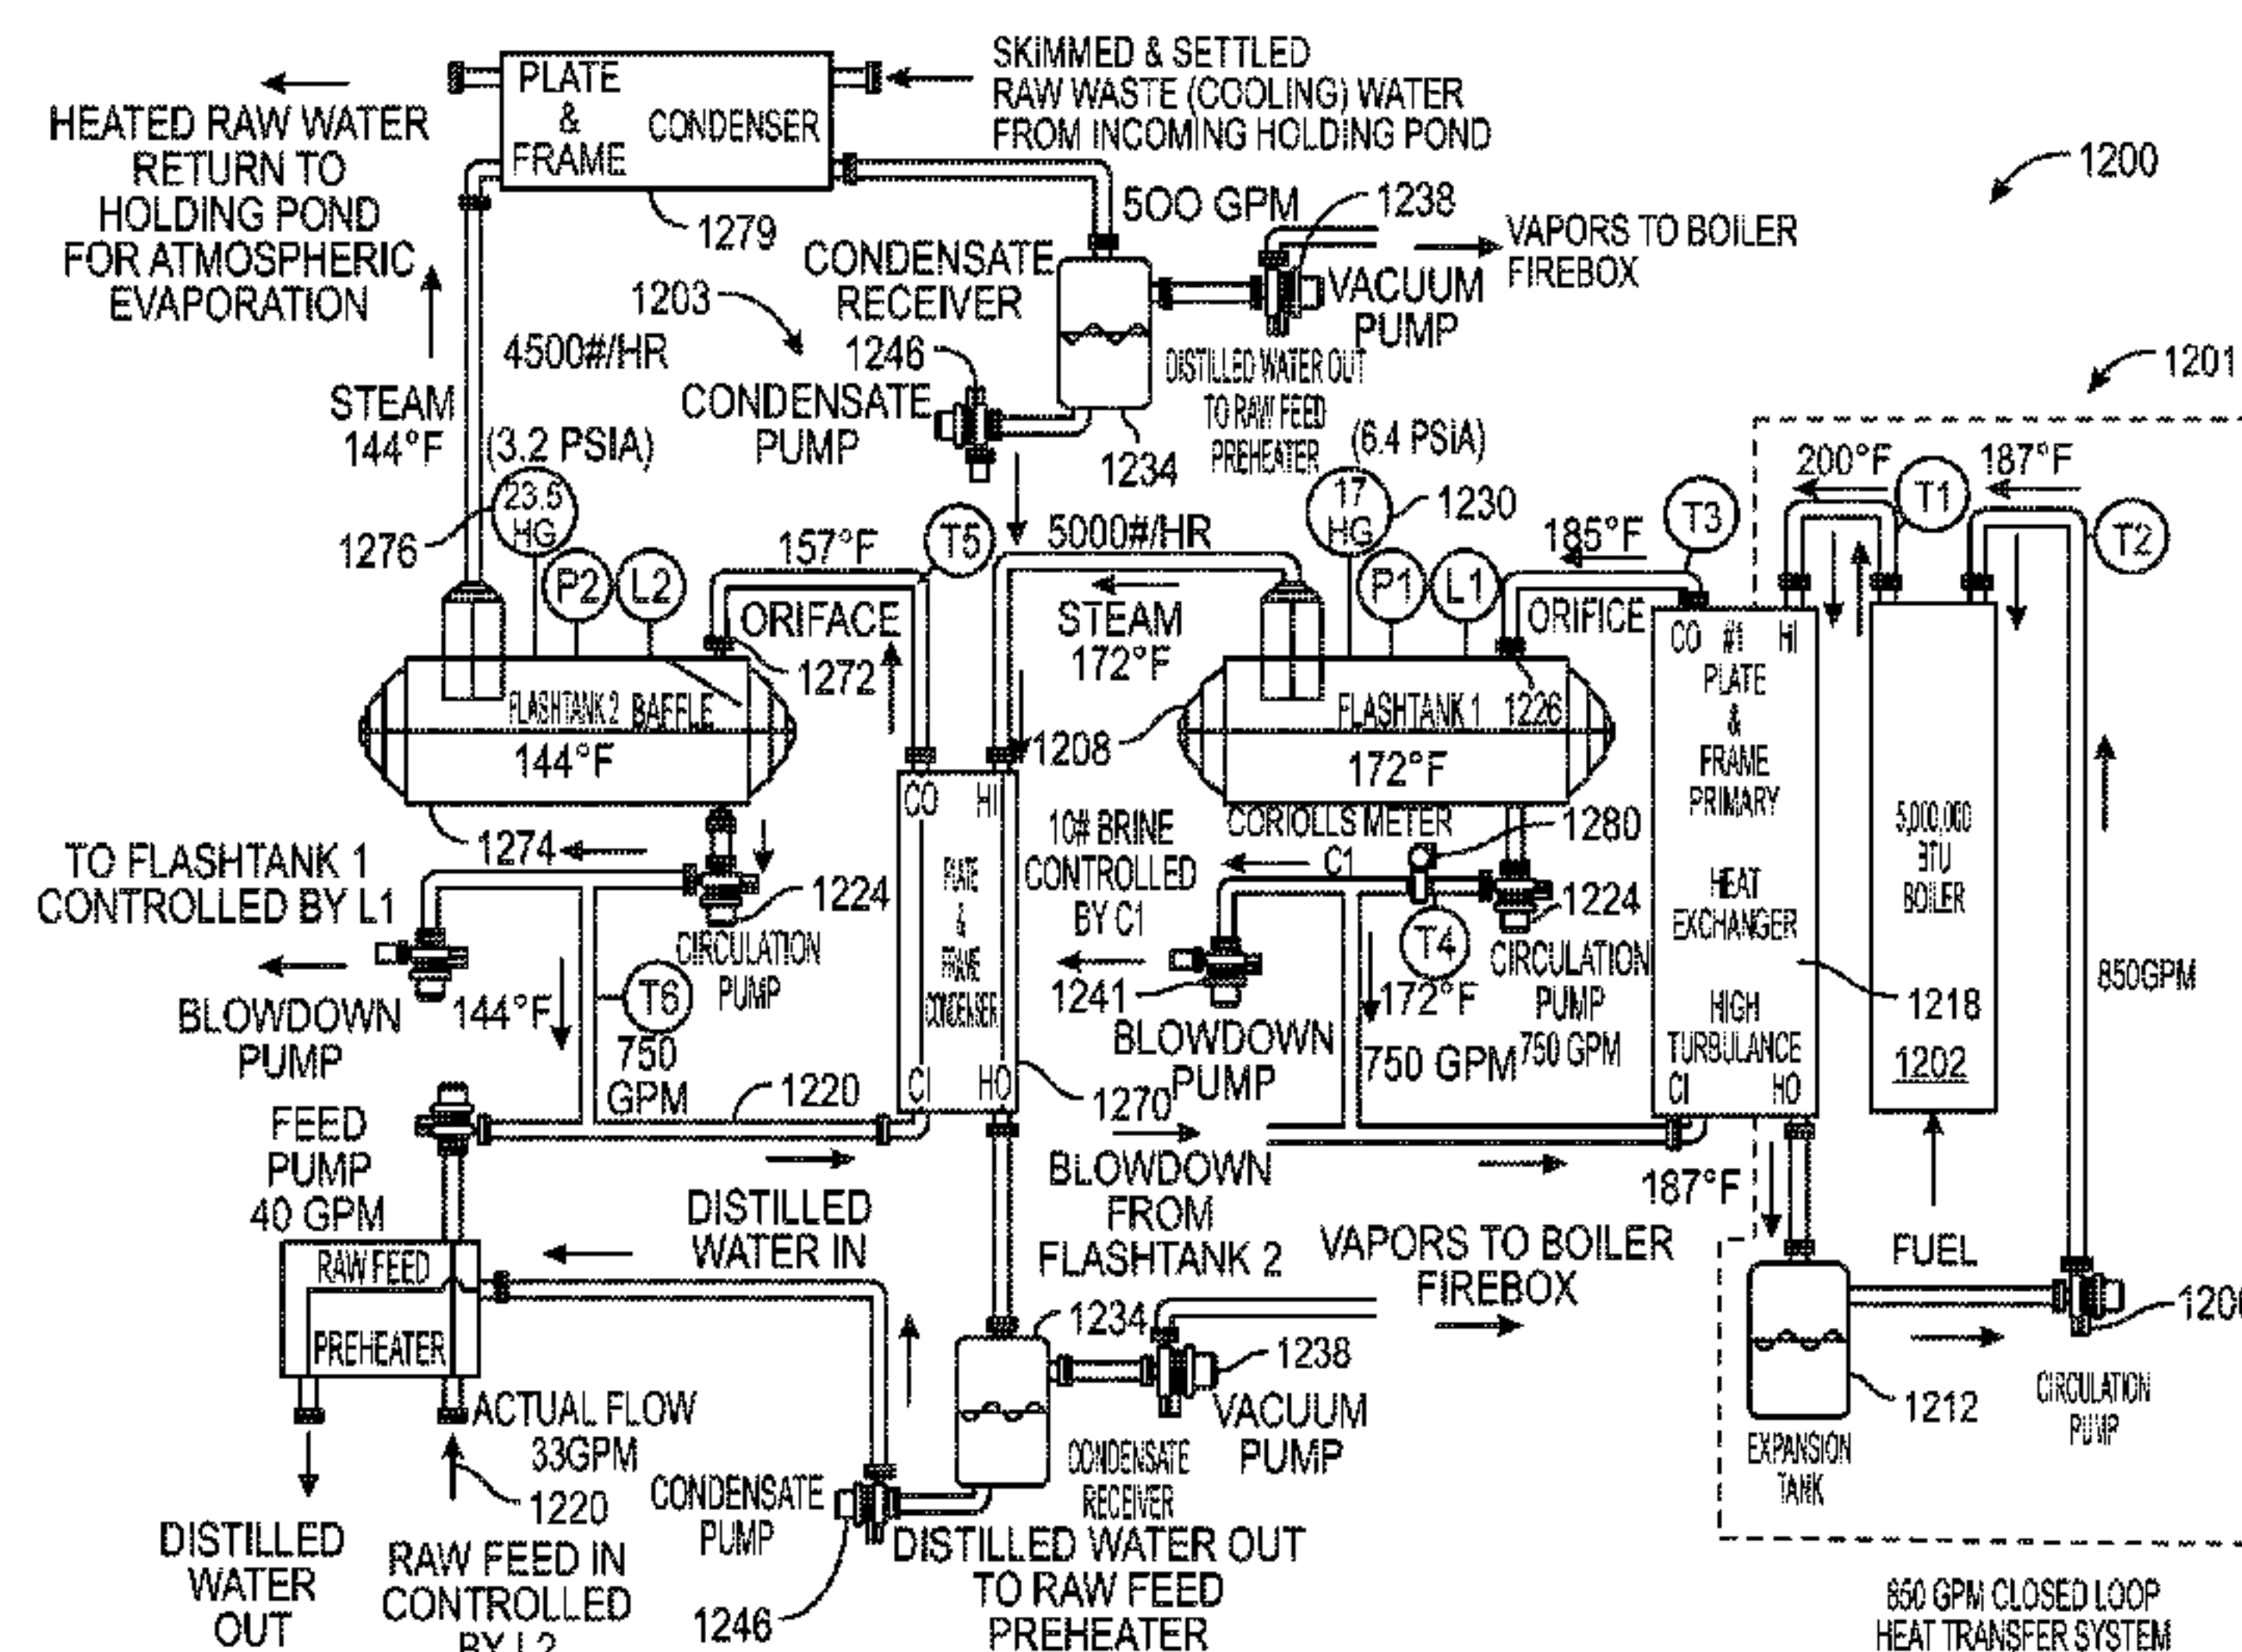 SKIMMED & SETTLED
RAW WASTE (COOLING) WATER
FROM INCOMING HOLDING POND
PLATE
&
FRAME
CONDENSER
HEATED RAW WATER
RETURN TO
HOLDING POND
FOR ATMOSPHERIC
EVAPORATION
1279
1200
500 GPM
1238
VAPORS TO BOILER
FIREBOX
VACUUM
PUMP
CONDENSATE
RECEIVER
1203
1246
CONDENSATE
PUMP
DISTILLED WATER OUT
TO RAW FEED
PREHEATER
1234
4500#/HR
STEAM
144°F
(3.2 PSIA)
23.5
HG
1276
P2
L2
157°F
T5
ORIFACE
1272
5000#/HR
STEAM
172°F
(6.4 PSiA)
17
HG
1230
P1
L1
185°F
T3
ORIFICE
1201
200°F
T1
187°F
T2
FLASHTANK 2
BAFFLE
144°F
1274
FLASHTANK 1
1226
172°F
1208
CO
#1
HI
PLATE
&
FRAME
PRIMARY
HEAT
EXCHANGER
HIGH
TURBULANCE
CI
HO
1218
5,000,000
BTU
BOILER
1202
850GPM
TO FLASHTANK 1
CONTROLLED BY L1
BLOWDOWN
PUMP
1224
CIRCULATION
PUMP
144°F
T6
750
GPM
CO
HI
PLATE
&
FRAME
CONDENSER
CI
HO
1270
10# BRINE
CONTROLLED
BY C1
CORIOLLS METER
C1
1280
1224
T4
172°F
CIRCULATION
PUMP
750 GPM
750 GPM
1241
BLOWDOWN
PUMP
1220
FEED
PUMP
40 GPM
RAW FEED
PREHEATER
DISTILLED
WATER IN
BLOWDOWN
FROM
FLASHTANK 2
187°F
FUEL
VAPORS TO BOILER
FIREBOX
1234
1238
VACUUM
PUMP
CONDENSATE
RECEIVER
1212
EXPANSION
TANK
CIRCULATION
PUMP
ACTUAL FLOW
33GPM
1220
DISTILLED
WATER
OUT
RAW FEED IN
CONTROLLED
BY L2
CONDENSATE
PUMP
1246
DISTILLED WATER OUT
TO RAW FEED
PREHEATER
850 GPM CLOSED LOOP
HEAT TRANSFER SYSTEM